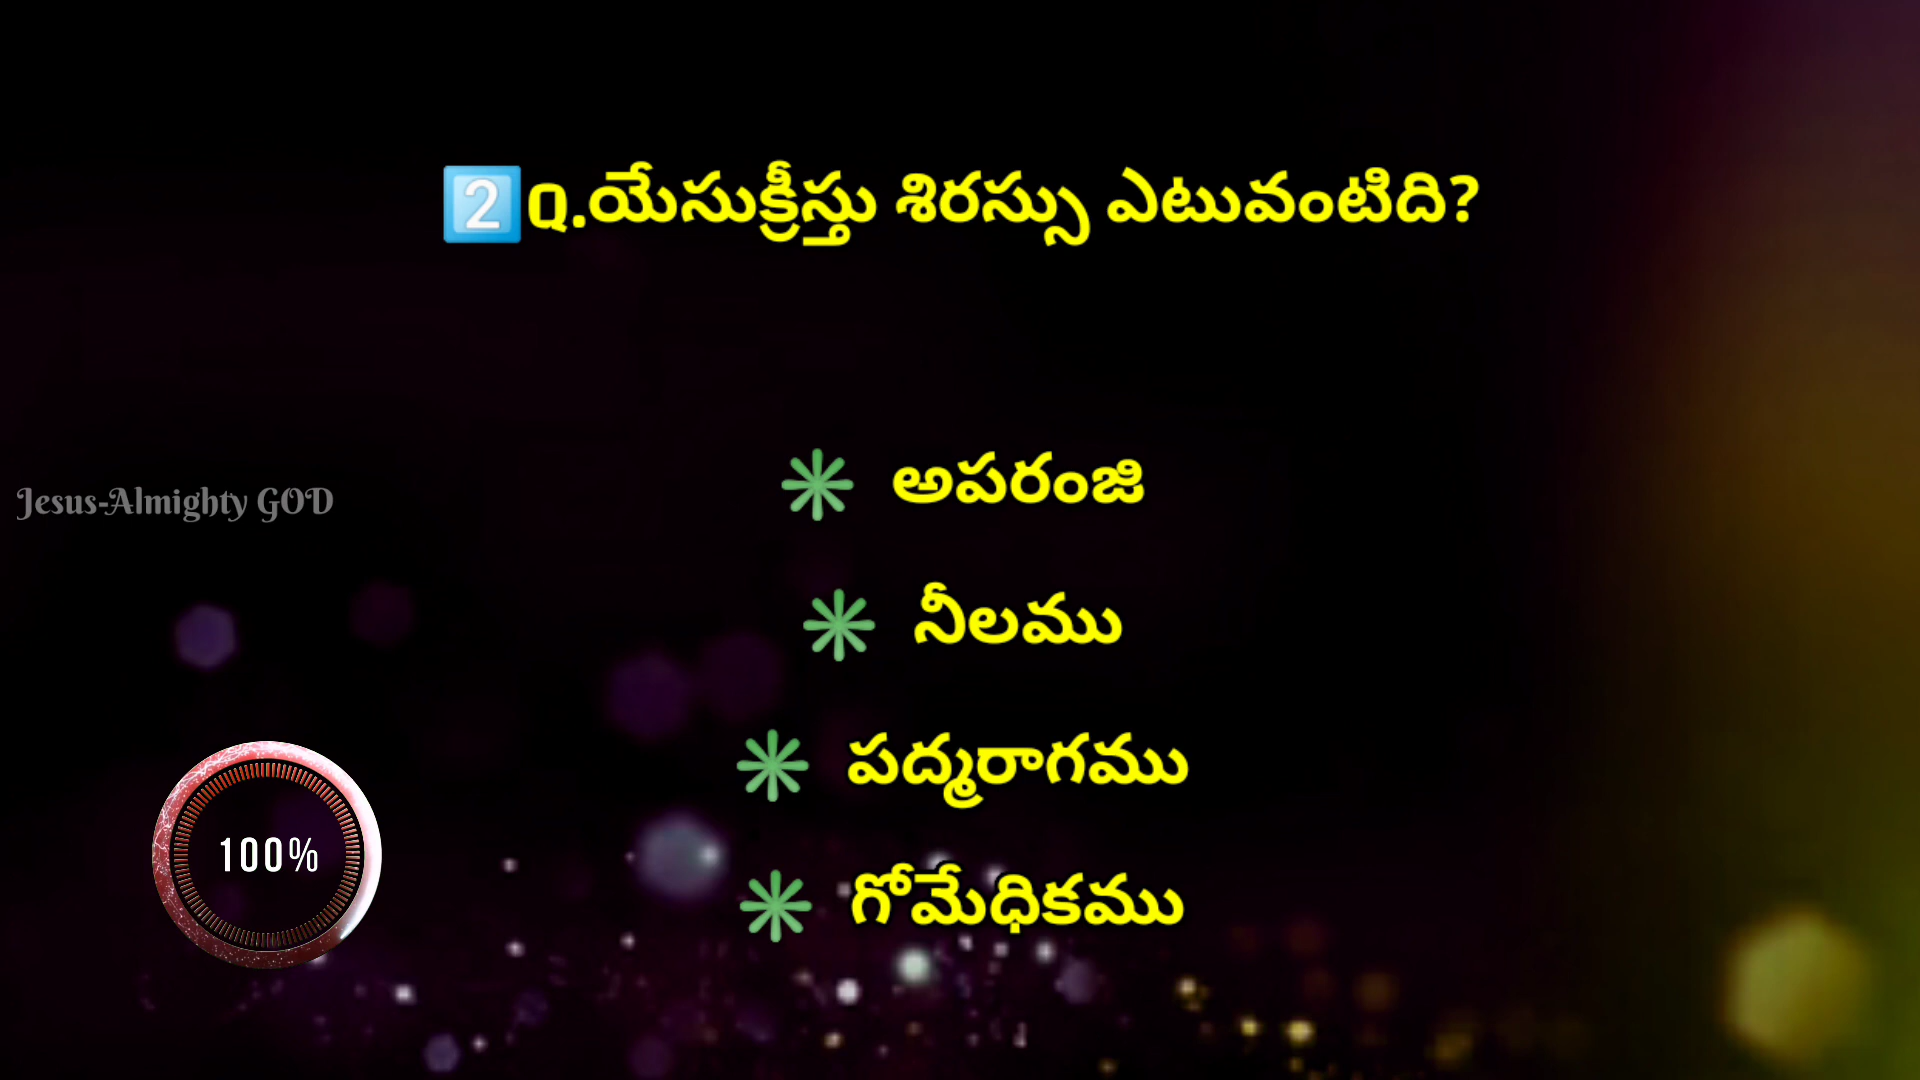 2️⃣Q.యేసుక్రీస్తు శిరస్సు ఎటువంటిది?
✳ అపరంజి
Jesus-Almighty GOD
✳ నీలము
✳ పద్మరాగము
✳ గోమేధికము
100%